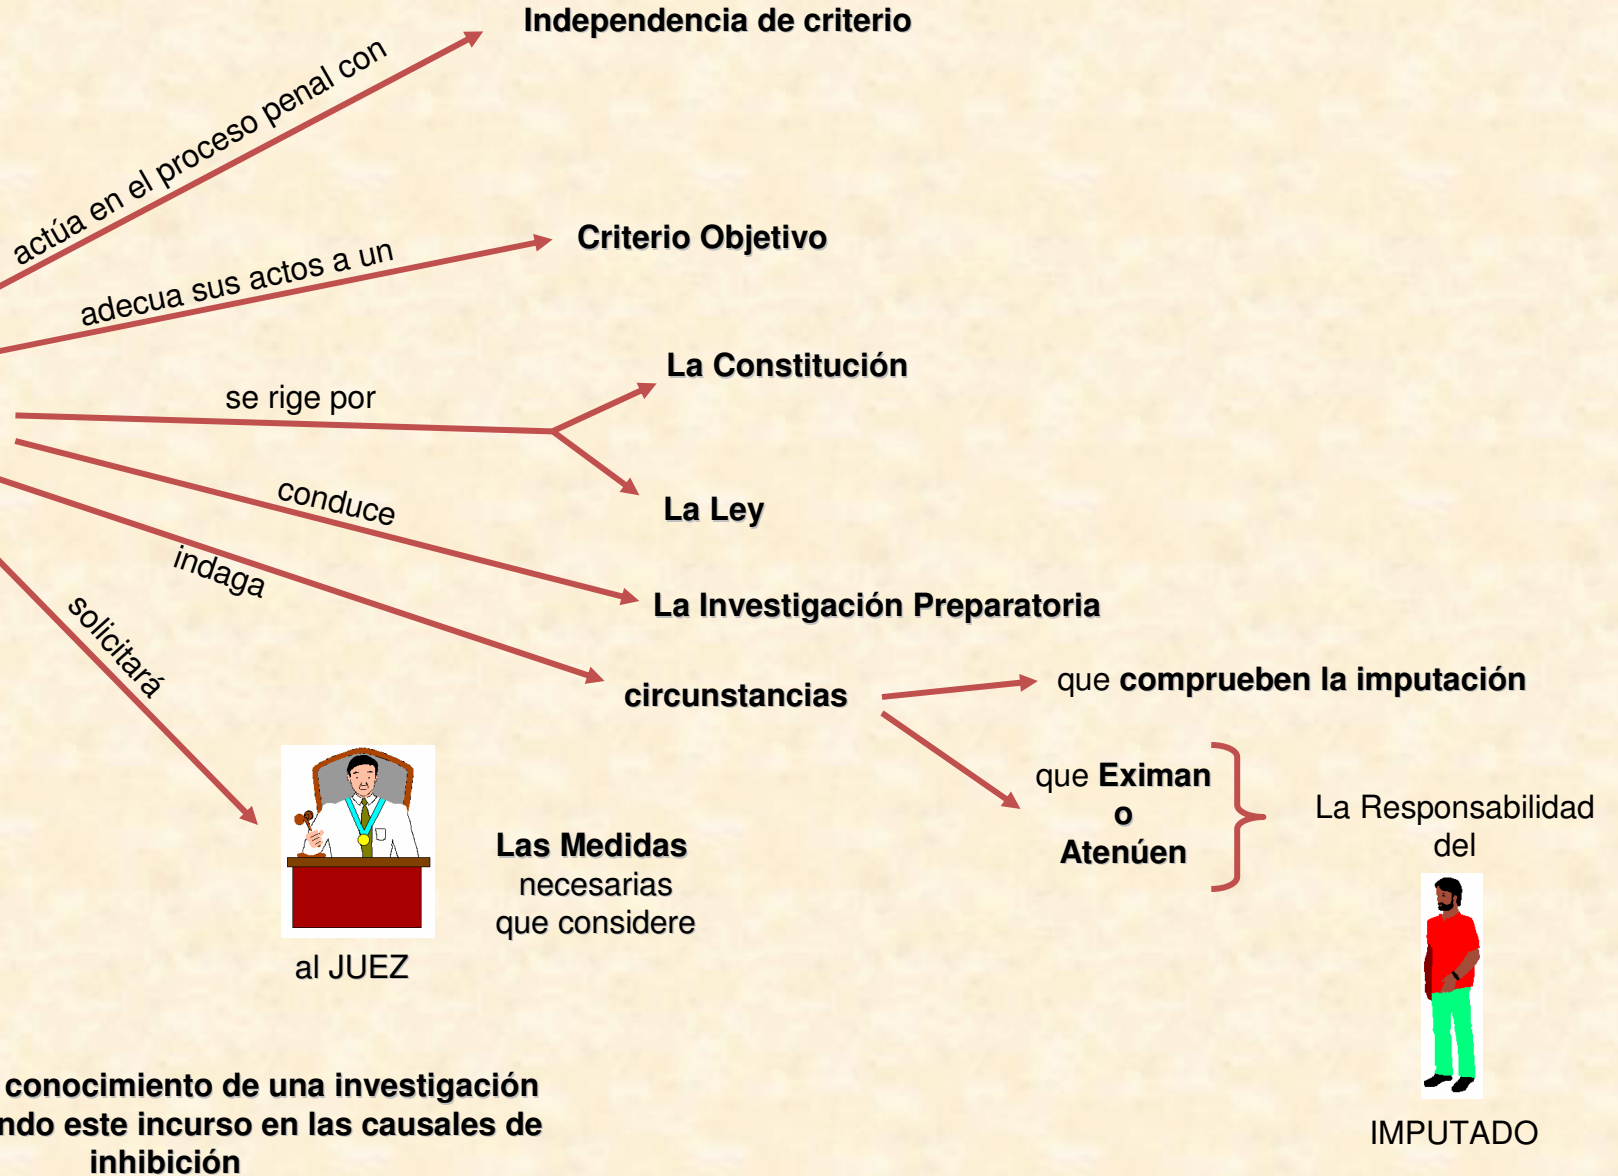 Independencia de criterio
actúa en el proceso penal con
Criterio Objetivo
adecua sus actos a un
La Constitución
se rige por
La Ley
conduce
La Investigación Preparatoria
indaga
circunstancias
que comprueben la imputación
que Eximan
o
Atenúen
La Responsabilidad
del
IMPUTADO
solicitará
al JUEZ
Las Medidas
necesarias
que considere
conocimiento de una investigación
ndo este incurso en las causales de
inhibición